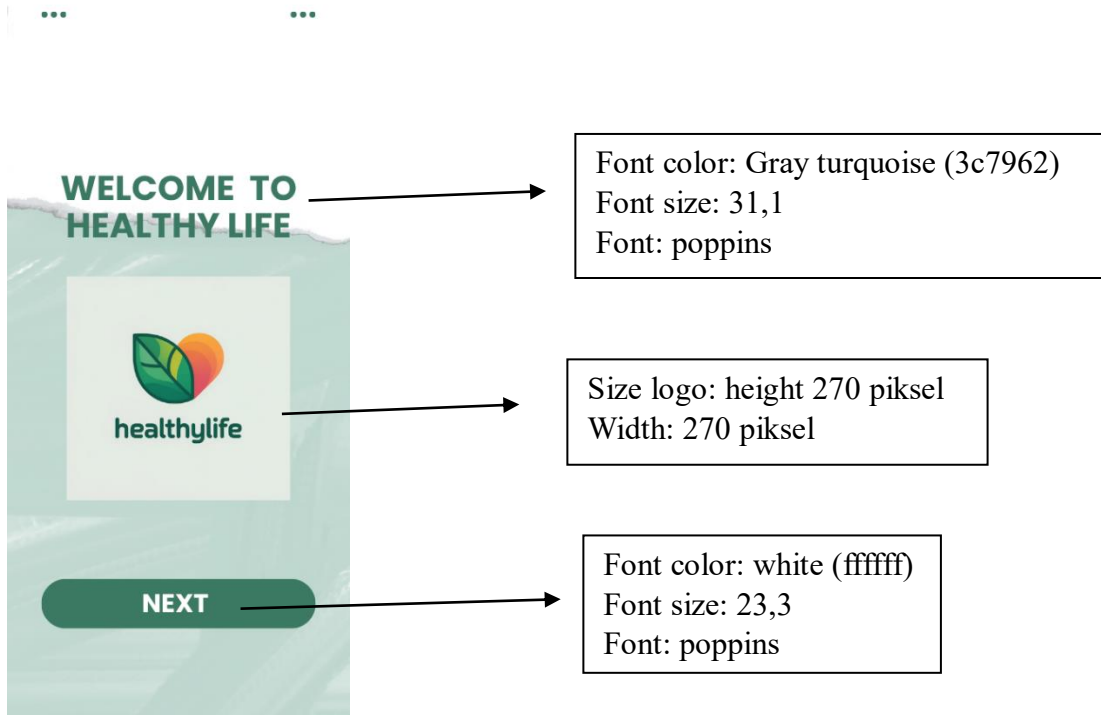 WELCOME TO
HEALTHY LIFE
healthylife
NEXT
Font color: Gray turquoise (3c7962)
Font size: 31,1
Font: poppins
Size logo: height 270 piksel
Width: 270 piksel
Font color: white (ffffff)
Font size: 23,3
Font: poppins